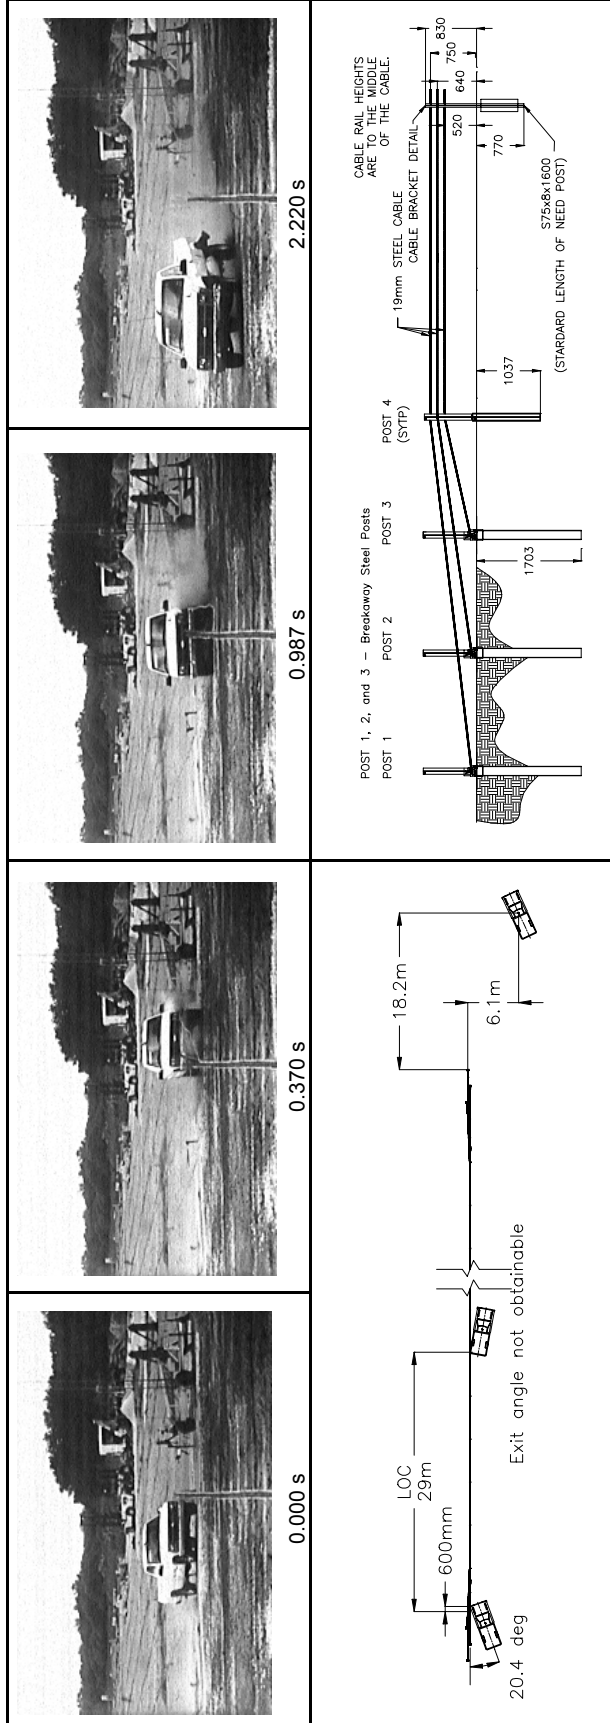 0.000 s
0.370 s
0.987 s
2.220 s
600mm
LOC
29m
20.4 deg
Exit angle not obtainable
18.2m
6.1m
POST 1, 2, and 3 – Breakaway Steel Posts
POST 1
POST 2
POST 3
POST 4
(SYTP)
19mm STEEL CABLE
CABLE BRACKET DETAIL
CABLE RAIL HEIGHTS
ARE TO THE MIDDLE
OF THE CABLE.
830
750
640
520
770
1037
1703
S75x8x1600
(STARDARD LENGTH OF NEED POST)